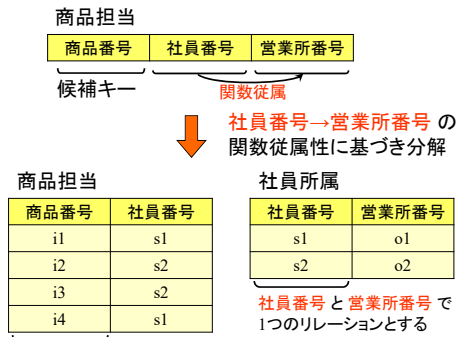 商品担当
商品番号 社員番号 営業所番号
候補キー 関数従属
社員番号→営業所番号 の
関数従属性に基づき分解
商品担当 社員所属
商品番号 社員番号 社員番号 営業所番号
i1 s1 s1 o1
i2 s2 s2 o2
i3 s2
i4 s1
社員番号 と 営業所番号 で
1つのリレーションとする